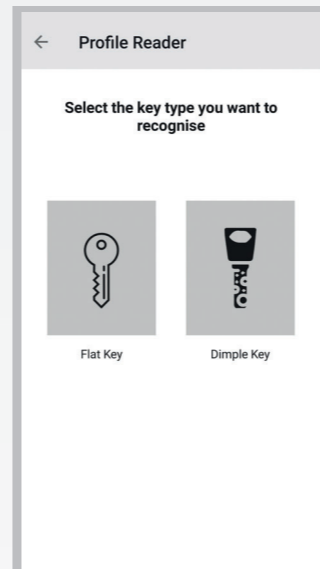 Profile Reader
Select the key type you want to
recognise
Flat Key
Dimple Key